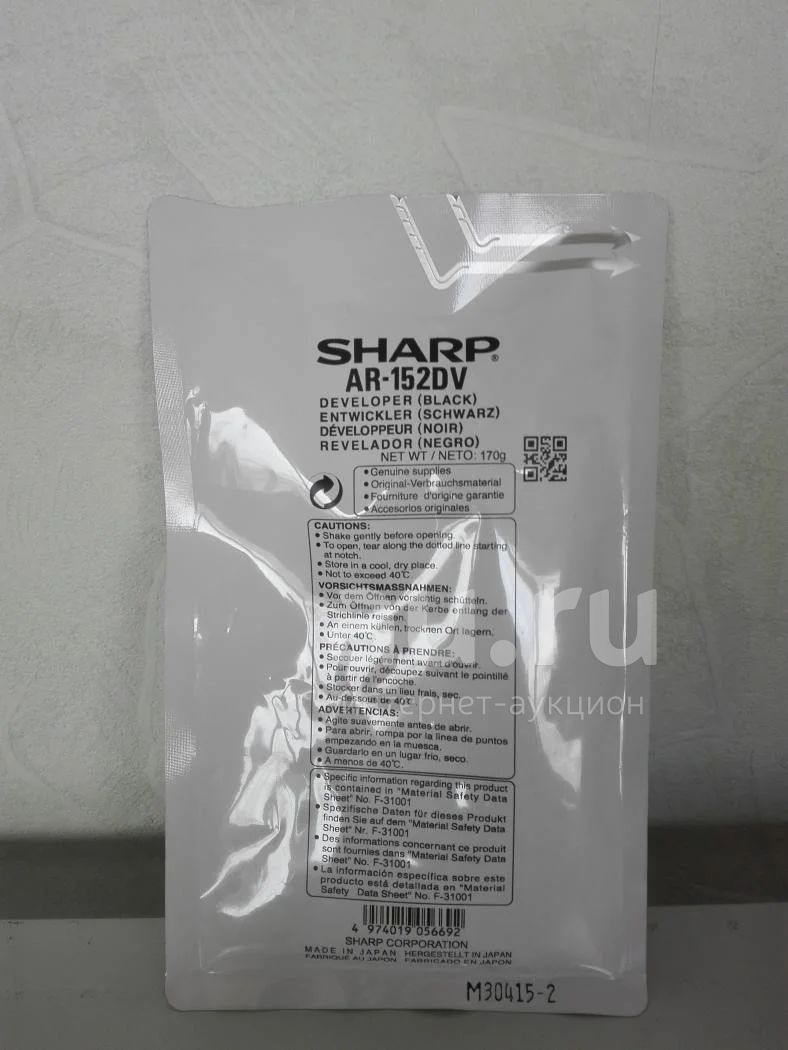 SHARP®
AR-152DV
DEVELOPER (BLACK)
ENTWICKLER (SCHWARZ)
DÉVELOPPEUR (NOIR)
REVELADOR (NEGRO)
NET WT / NETO: 170g
• Genuine supplies
• Original-Verbrauchsmaterial
• Fourniture d'origine garantie
• Accesorios originales
CAUTIONS:
• Shake gently before opening.
• To open, tear along the dotted line starting
at notch.
• Store in a cool, dry place.
• Not to exceed 40°C
VORSICHTSMASSNAHMEN:
• Vor dem Öffnen vorsichtig schütteln.
• Zum Öffnen von der Kerbe entlang der
Strichlinie reissen.
• An einem kühlen, trocknen Ort lagern.
• Unter 40°C
PRÉCAUTIONS À PRENDRE:
• Secouer légèrement avant d'ouvrir.
• Pour ouvrir, découpez suivant le pointillé
à partir de l'encoche.
• Stocker dans un lieu frais, sec.
• Au-dessous de 40°C
ADVERTENCIAS:
• Agite suavemente antes de abrir.
• Para abrir, rompa por la linea de puntos
empezando en la muesca.
• Guardarlo en un lugar frio, seco.
• A menos de 40°C.
• Specific information regarding this product
is contained in "Material Safety Data
Sheet" No. F-31001
• Spezifische Daten für dieses Produkt
finden Sie auf dem "Material Safety Data
Sheet" Nr. F-31001
• Des informations concernant ce produit
sont fournies dans "Material Safety Data
Sheet" No. F-31001
• La información específica sobre este
producto está detallada en "Material
Safety Data Sheet" No. F-31001
4 974019 056692
SHARP CORPORATION
MADE IN JAPAN HERGESTELLT IN JAPAN
FABRIQUÉ AU JAPON FABRICADO EN JAPON
M30415-2
.ru
интернет-аукцион